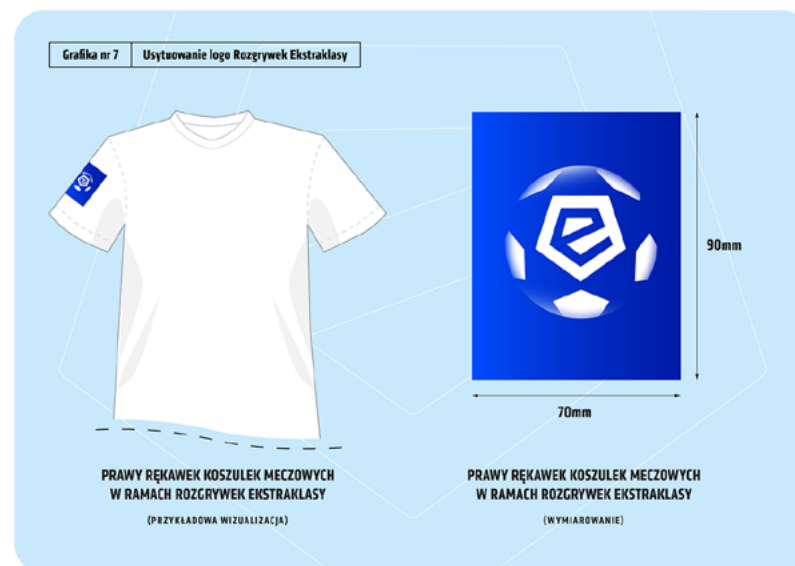 Grafika nr 7 Usytuowanie logo Rozgrywek Ekstraklasy
90mm
70mm
PRAWY RĘKAWEK KOSZULEK MECZOWYCH
W RAMACH ROZGRYWEK EKSTRAKLASY
(PRZYKŁADOWA WIZUALIZACJA)
PRAWY RĘKAWEK KOSZULEK MECZOWYCH
W RAMACH ROZGRYWEK EKSTRAKLASY
(WYMIAROWANIE)